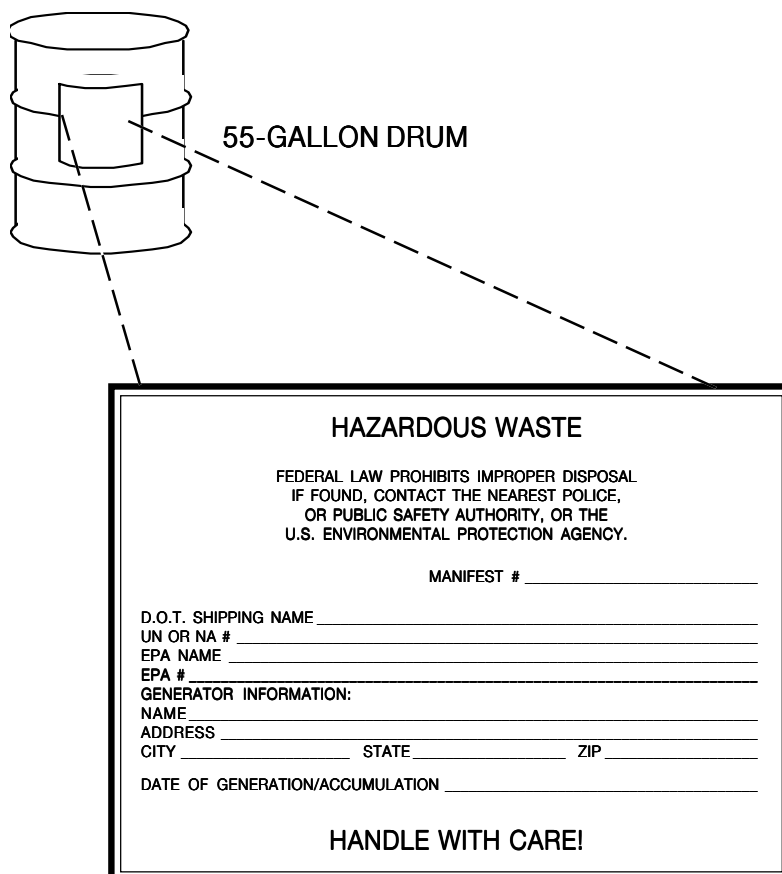 55-GALLON DRUM
HAZARDOUS WASTE
FEDERAL LAW PROHIBITS IMPROPER DISPOSAL
IF FOUND, CONTACT THE NEAREST POLICE,
OR PUBLIC SAFETY AUTHORITY, OR THE
U.S. ENVIRONMENTAL PROTECTION AGENCY.
MANIFEST #
D.O.T. SHIPPING NAME
UN OR NA #
EPA NAME
EPA #
GENERATOR INFORMATION:
NAME
ADDRESS
CITY STATE ZIP
DATE OF GENERATION/ACCUMULATION
HANDLE WITH CARE!